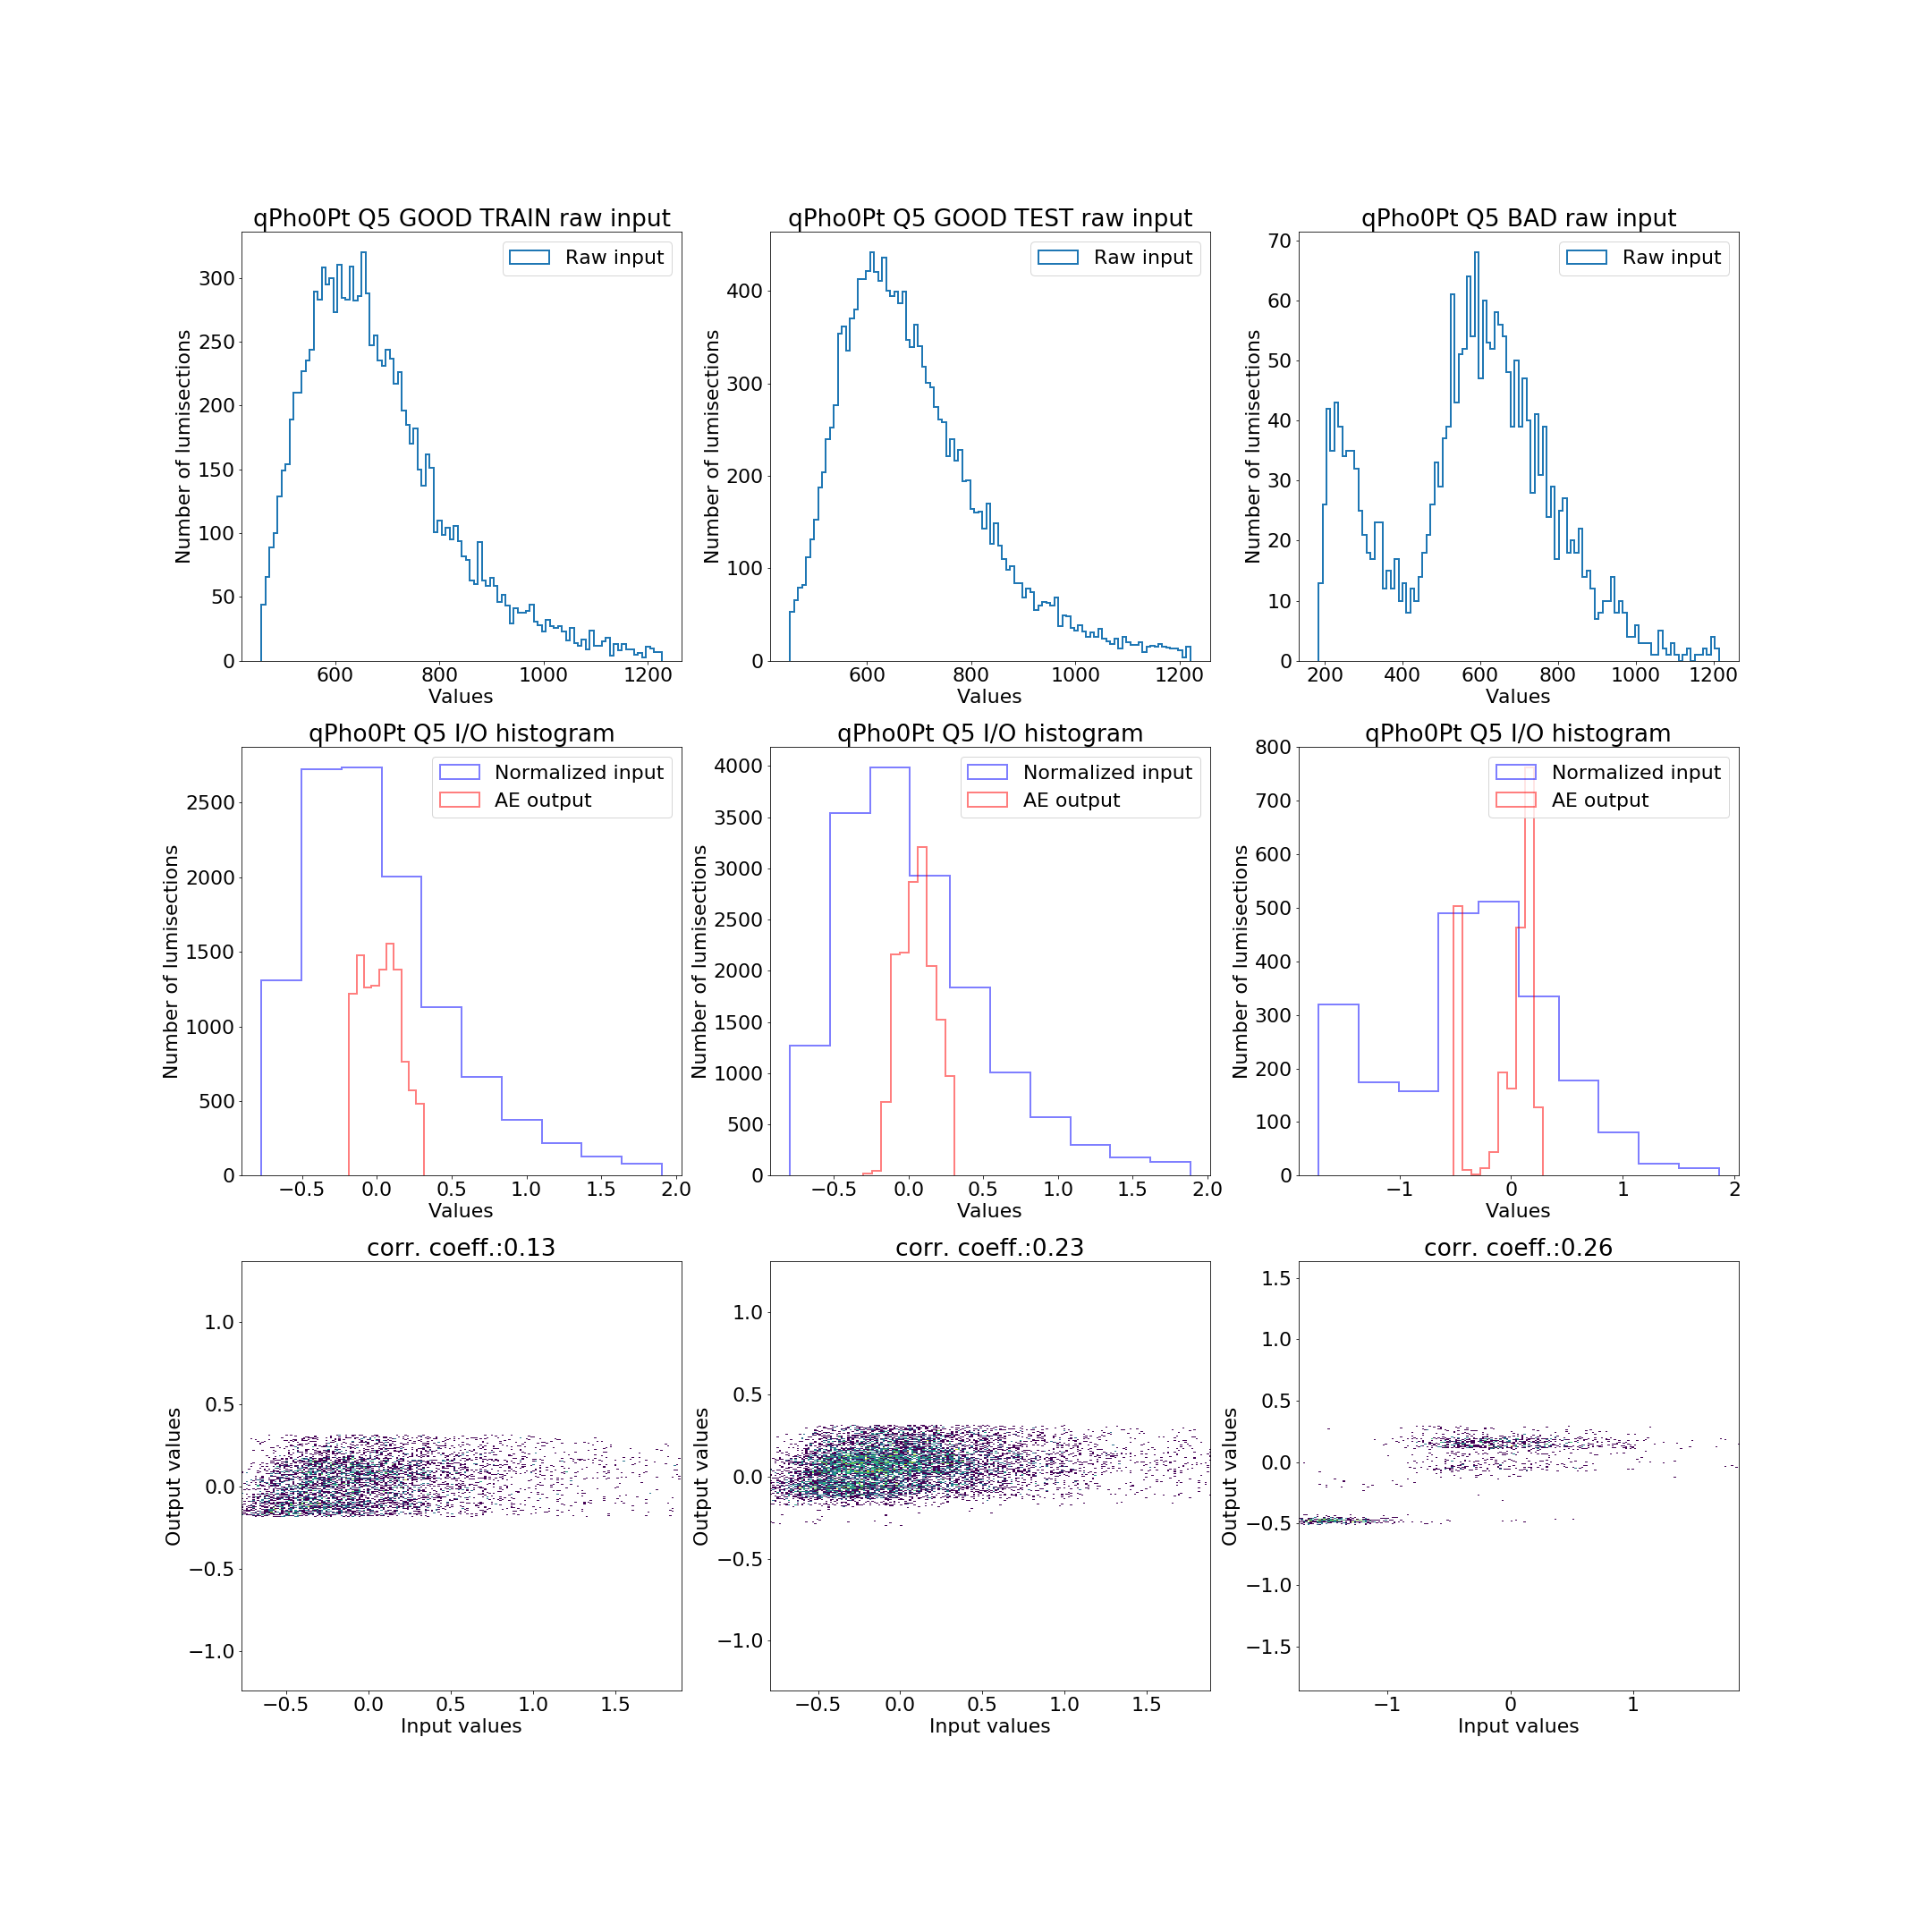 qPho0Pt Q5 GOOD TRAIN raw input
Raw input
Number of lumisections
300
250
200
150
100
50
0
600 800 1000 1200
Values
qPho0Pt Q5 GOOD TEST raw input
Raw input
Number of lumisections
400
300
200
100
0
600 800 1000 1200
Values
qPho0Pt Q5 BAD raw input
Raw input
Number of lumisections
70
60
50
40
30
20
10
0
200 400 600 800 1000 1200
Values
qPho0Pt Q5 I/O histogram
Normalized input
AE output
Number of lumisections
2500
2000
1500
1000
500
0
−0.5 0.0 0.5 1.0 1.5 2.0
Values
qPho0Pt Q5 I/O histogram
Normalized input
AE output
Number of lumisections
4000
3500
3000
2500
2000
1500
1000
500
0
−0.5 0.0 0.5 1.0 1.5 2.0
Values
qPho0Pt Q5 I/O histogram
Normalized input
AE output
Number of lumisections
800
700
600
500
400
300
200
100
0
−1 0 1 2
Values
corr. coeff.:0.13
Output values
1.0
0.5
0.0
−0.5
−1.0
−0.5 0.0 0.5 1.0 1.5
Input values
corr. coeff.:0.23
Output values
1.0
0.5
0.0
−0.5
−1.0
−0.5 0.0 0.5 1.0 1.5
Input values
corr. coeff.:0.26
Output values
1.5
1.0
0.5
0.0
−0.5
−1.0
−1.5
−1 0 1
Input values